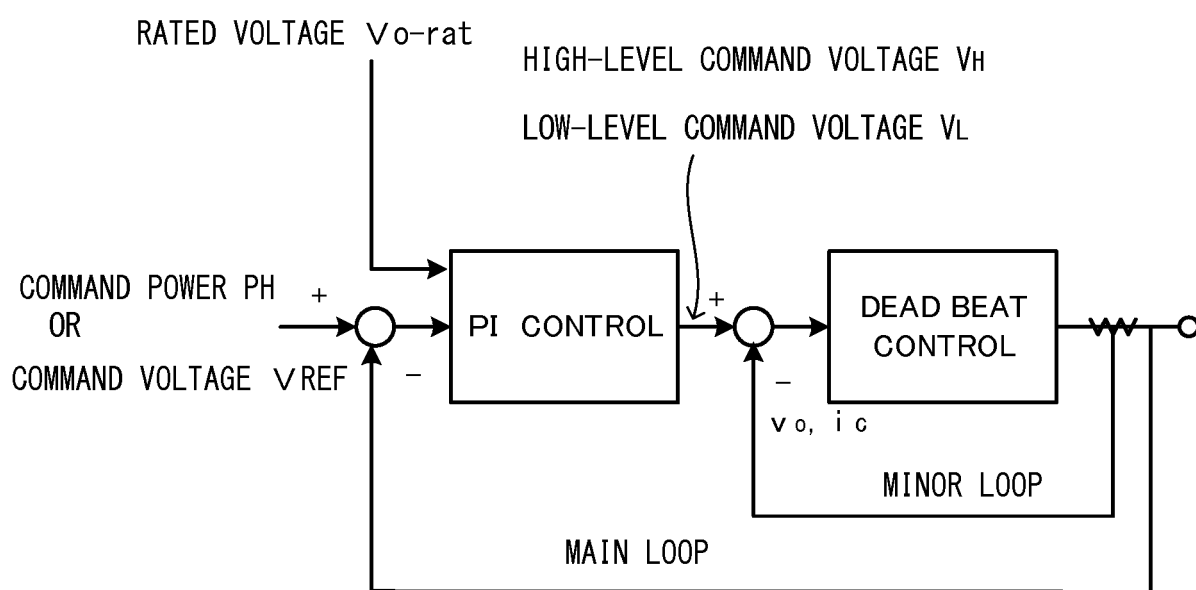 RATED VOLTAGE Vo-rat
HIGH-LEVEL COMMAND VOLTAGE VH
LOW-LEVEL COMMAND VOLTAGE VL
COMMAND POWER PH
OR
COMMAND VOLTAGE VREF
+
-
PI CONTROL
+
-
vo, ic
DEAD BEAT
CONTROL
MINOR LOOP
MAIN LOOP